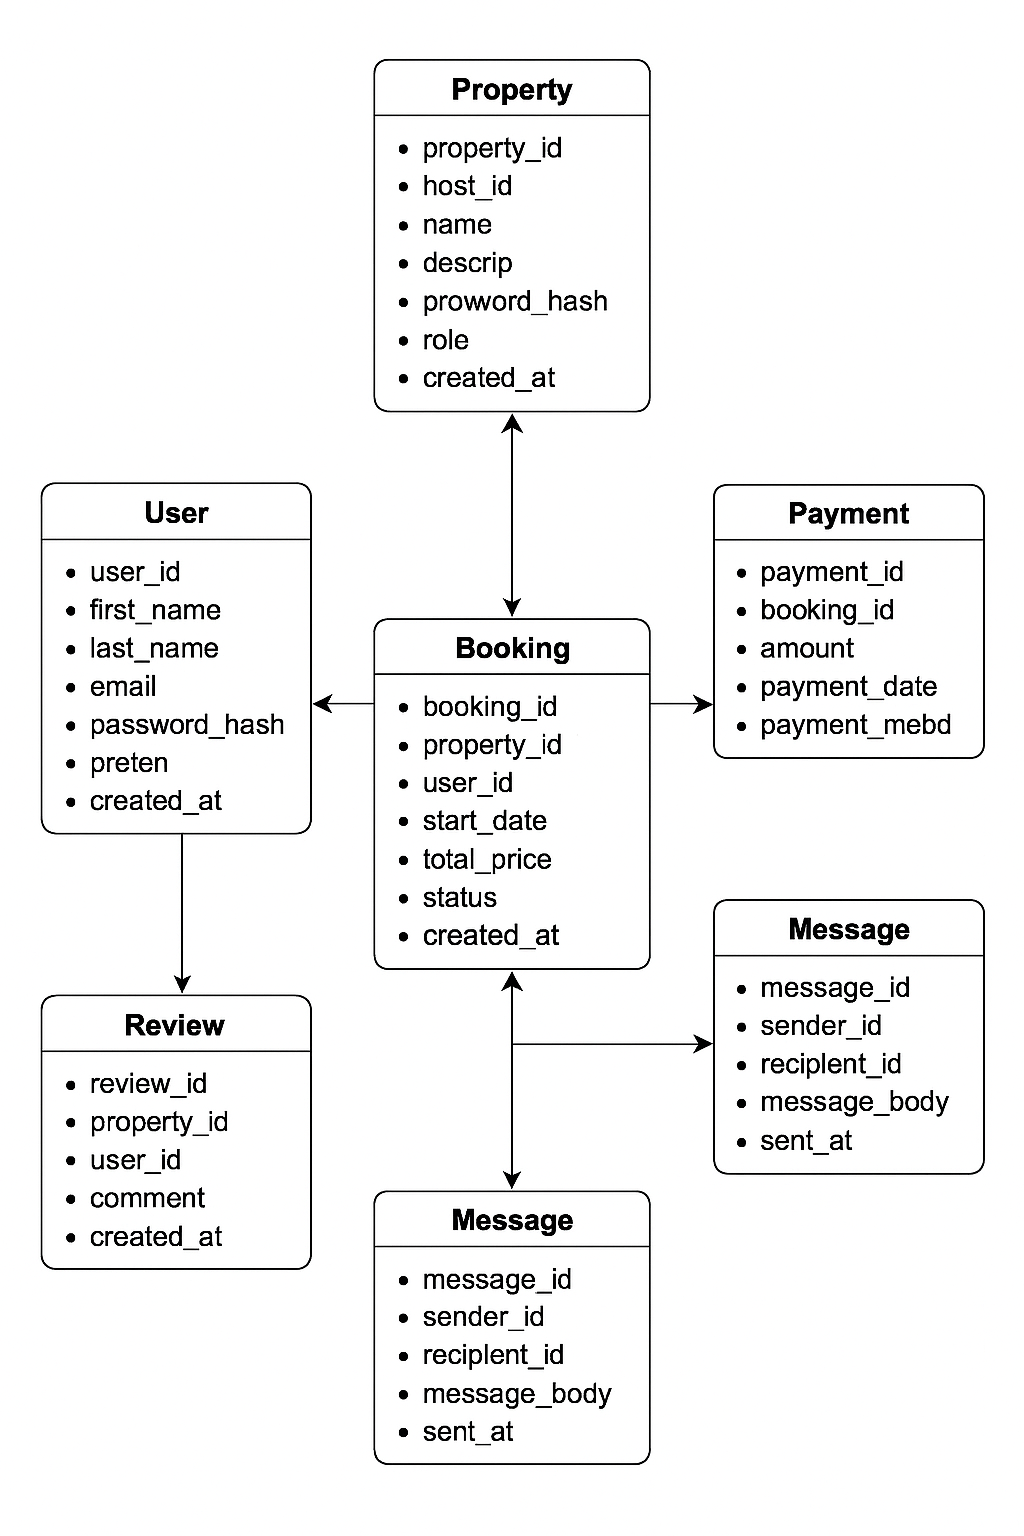 Property
• property_id
• host_id
• name
• descrip
• prowword_hash
• role
• created_at
User
• user_id
• first_name
• last_name
• email
• password_hash
• preten
• created_at
Payment
• payment_id
• booking_id
• amount
• payment_date
• payment_mebd
Booking
• booking_id
• property_id
• user_id
• start_date
• total_price
• status
• created_at
Message
• message_id
• sender_id
• reciplent_id
• message_body
• sent_at
Review
• review_id
• property_id
• user_id
• comment
• created_at
Message
• message_id
• sender_id
• reciplent_id
• message_body
• sent_at